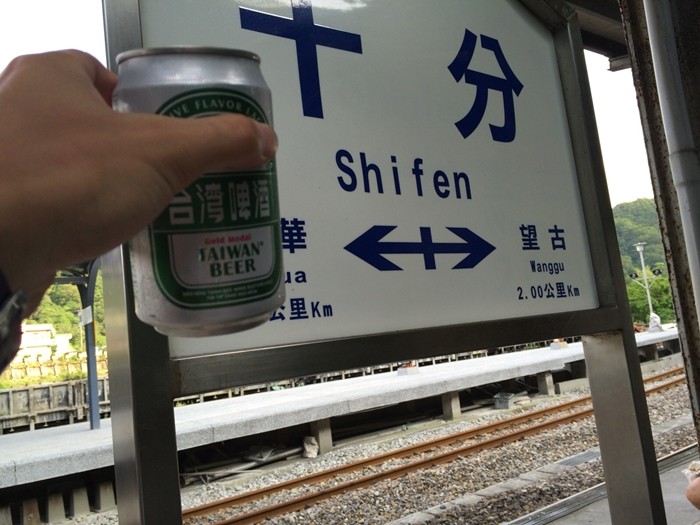 十分
Shifen
華 望古
ua Wanggu
公里Km 2.00公里Km
台湾啤酒
Gold Medal
TAIWAN
BEER